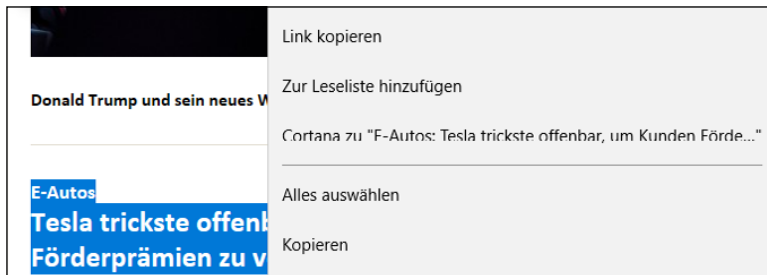 Link kopieren
Zur Leseliste hinzufügen
Cortana zu "E-Autos: Tesla trickste offenbar, um Kunden Förde..."
Alles auswählen
Kopieren
Donald Trump und sein neues
E-Autos
Tesla trickste
Förderprämien zu